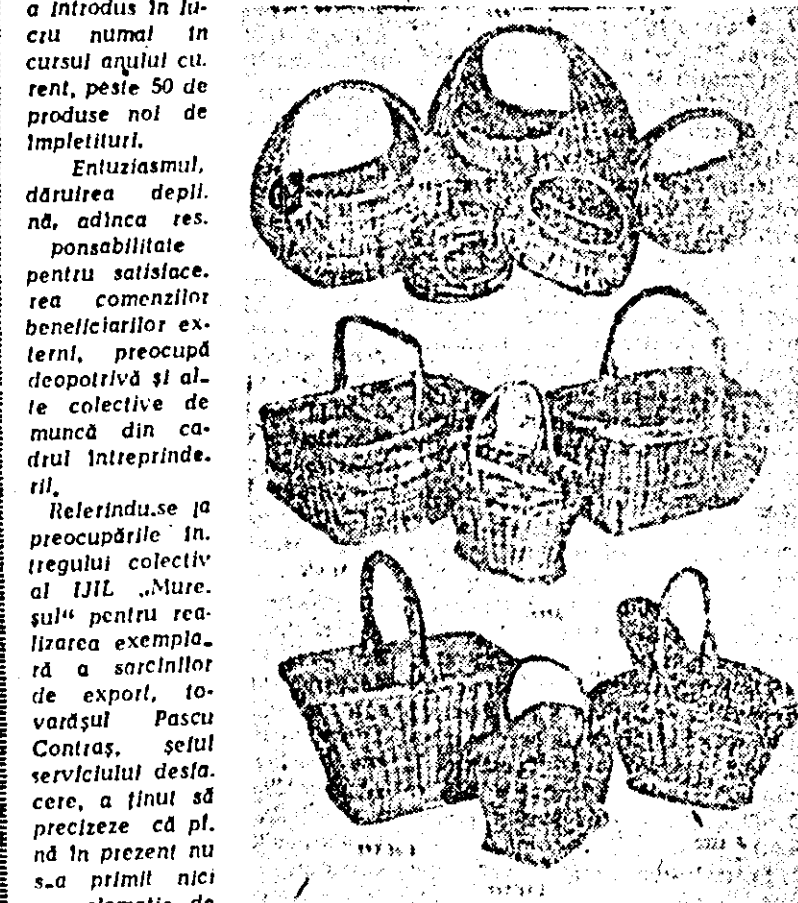 a introdus în lu-
cru numai în
cursul anului cu.
rent, peste 50 de
produse noi de
împletituri.
Entuziasmul,
dăruirea depli.
nă, adînca res.
ponsabilitate
pentru satisface.
rea comenzilor
beneficiarilor ex-
terni, preocupă
deopotrivă și al-
te colective de
muncă din ca-
drul întreprinde.
rii.
Referindu.se la
preocupările în.
tregului colectiv
al IJIL „Mure.
șul“ pentru rea-
lizarea exempla-
ră a sarcinilor
de export, to-
varășul Pascu
Contraș, șeful
serviciului desfa.
cere, a ținut să
precizeze că pî.
nă în prezent nu
s-a primit nici
de